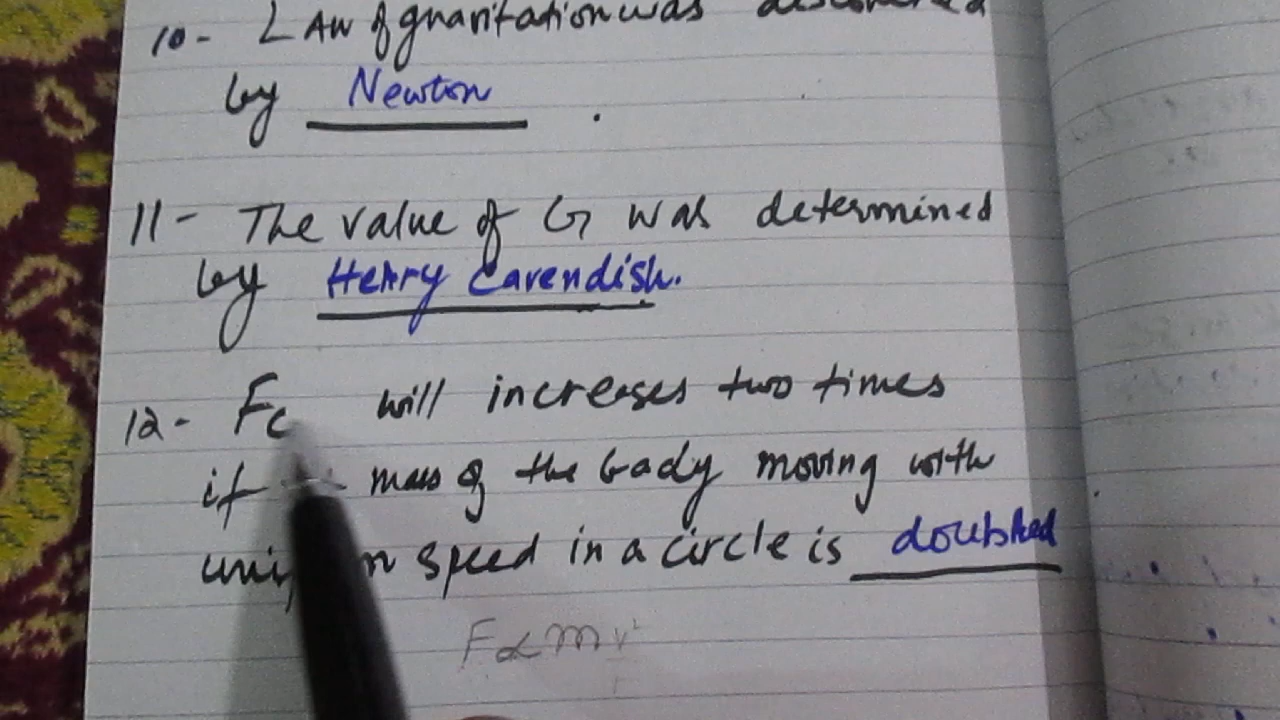 10- Law of gravitation was discovered
by Newton .
11- The value of G was determined
by Henry Cavendish.
12- Fc will increases two times
if mass of the body moving with
speed in a circle is doubled
F∝m